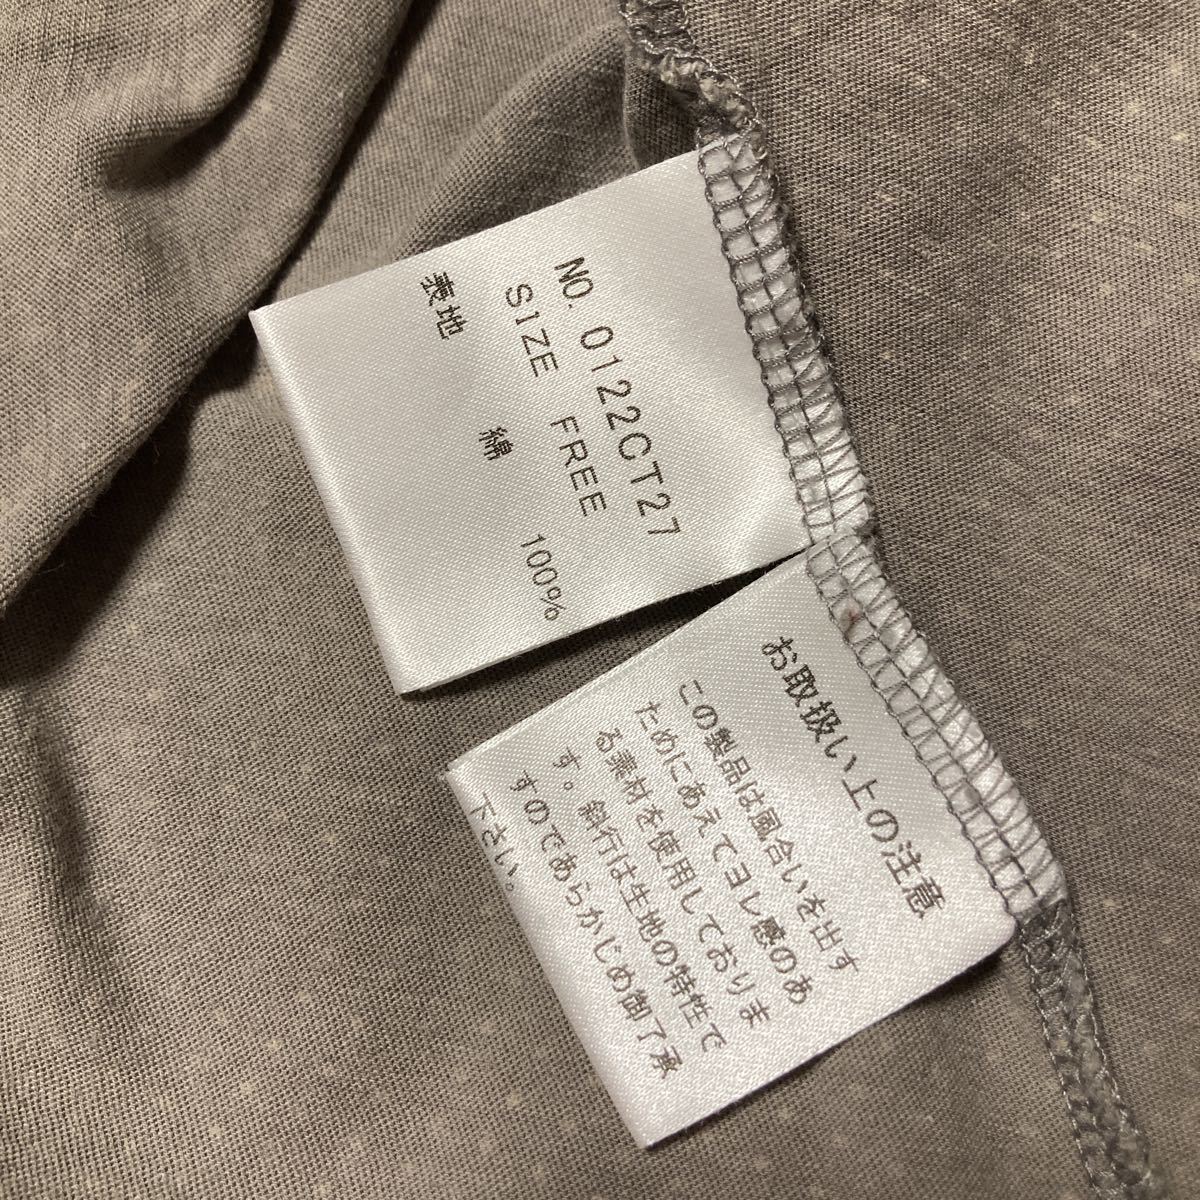 NO. 0122CT27
SIZE FREE
表地 綿 100%
お取扱い上の注意
この製品は風合いを出す
ためにあえてヨレ感のあ
る素材を使用しておりま
す。斜行は生地の特性で
すのであらかじめ御了承
下さい。